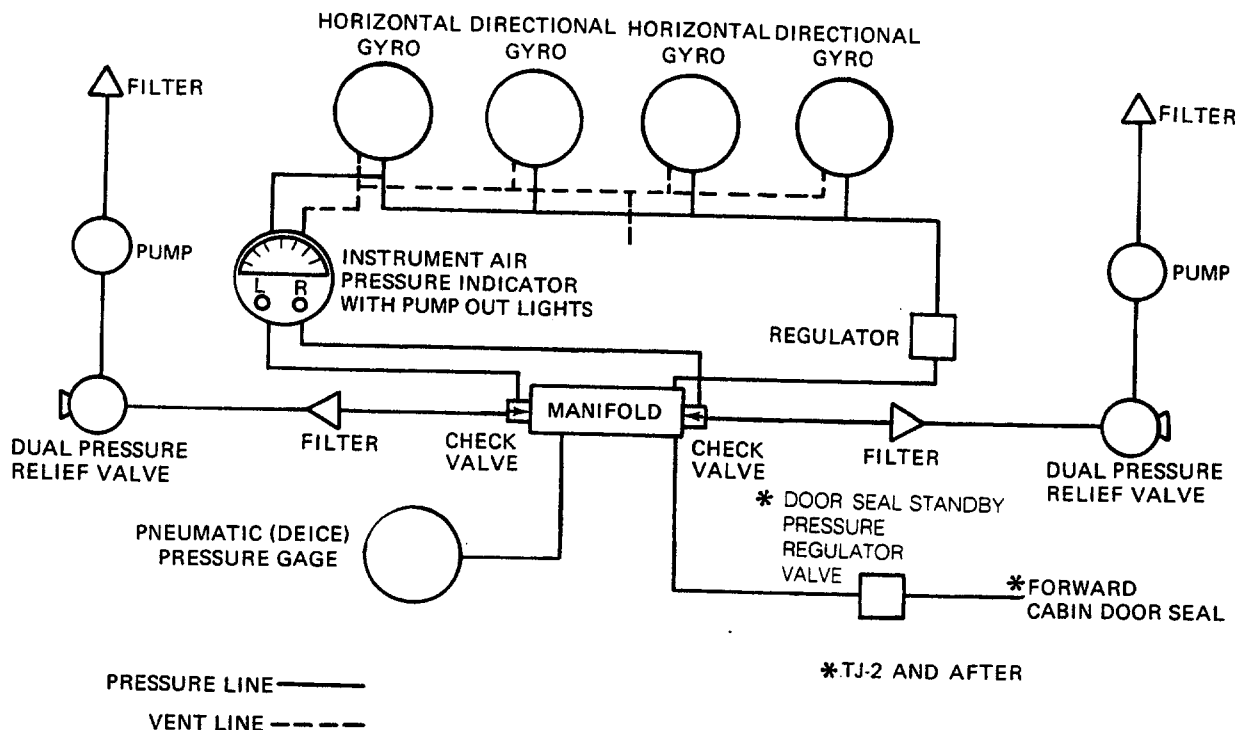 HORIZONTAL DIRECTIONAL HORIZONTAL DIRECTIONAL
GYRO GYRO GYRO GYRO
FILTER
FILTER
PUMP
INSTRUMENT AIR
PRESSURE INDICATOR
WITH PUMP OUT LIGHTS
L R
PUMP
REGULATOR
MANIFOLD
DUAL PRESSURE
RELIEF VALVE
FILTER
CHECK
VALVE
CHECK
VALVE
FILTER
DUAL PRESSURE
RELIEF VALVE
PNEUMATIC (DEICE)
PRESSURE GAGE
* DOOR SEAL STANDBY
PRESSURE
REGULATOR
VALVE
*FORWARD
CABIN DOOR SEAL
*TJ-2 AND AFTER
PRESSURE LINE
VENT LINE